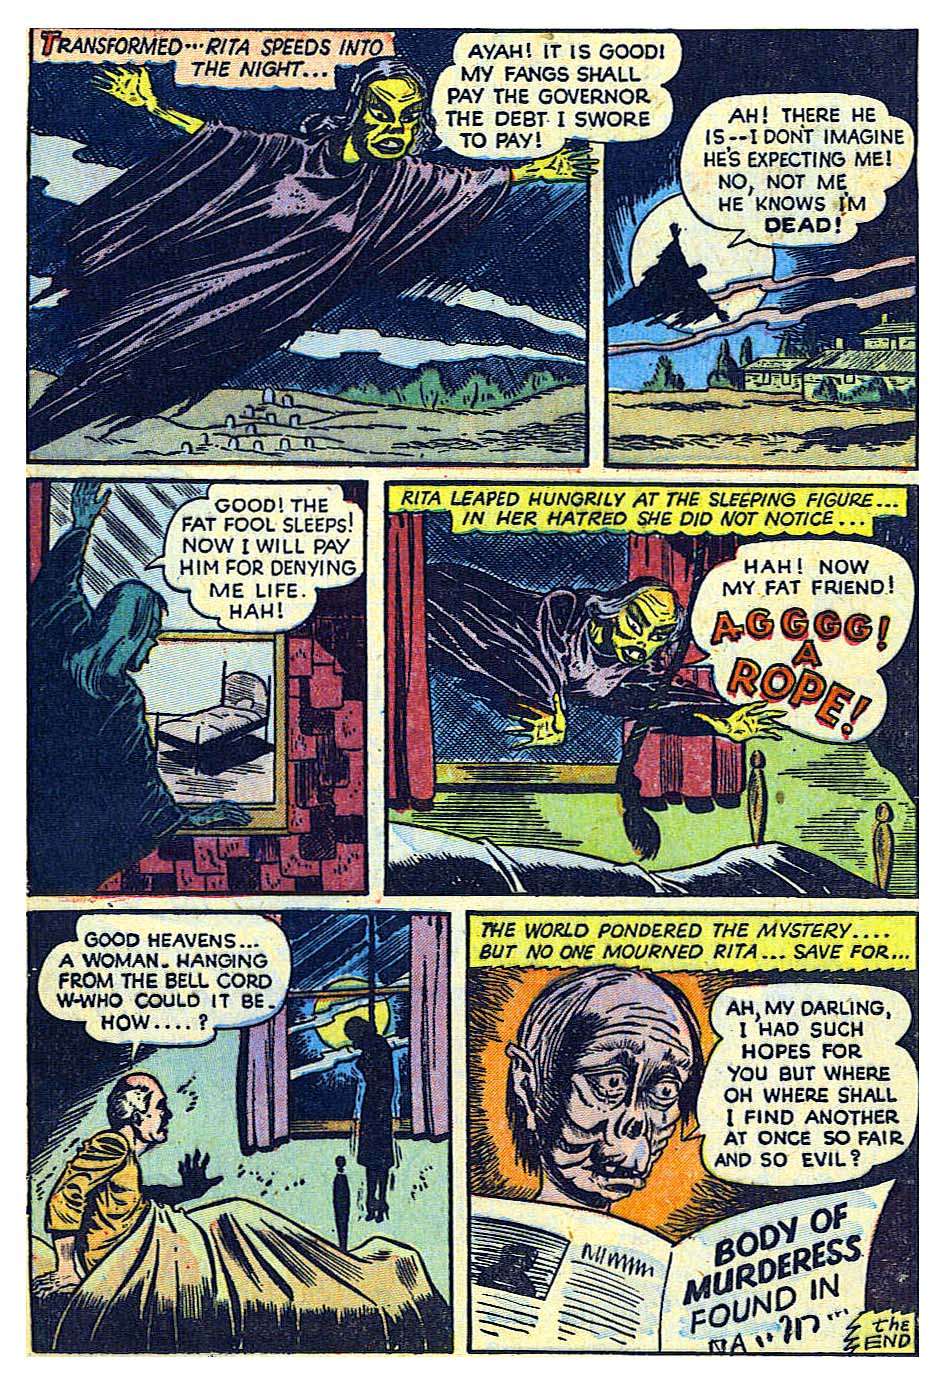 TRANSFORMED... RITA SPEEDS INTO
THE NIGHT...
AYAH! IT IS GOOD!
MY FANGS SHALL
PAY THE GOVERNOR
THE DEBT I SWORE
TO PAY!
AH! THERE HE
IS--I DON'T IMAGINE
HE'S EXPECTING ME!
NO, NOT ME,
HE KNOWS I'M
DEAD!
GOOD! THE
FAT FOOL SLEEPS!
NOW I WILL PAY
HIM FOR DENYING
ME LIFE.
HAH!
RITA LEAPED HUNGRILY AT THE SLEEPING FIGURE...
IN HER HATRED SHE DID NOT NOTICE...
HAH! NOW
MY FAT FRIEND!
AGGGG!
A
ROPE!
GOOD HEAVENS...
A WOMAN. HANGING
FROM THE BELL CORD
W-WHO COULD IT BE.
HOW....?
THE WORLD PONDERED THE MYSTERY....
BUT NO ONE MOURNED RITA... SAVE FOR...
AH, MY DARLING,
I HAD SUCH
HOPES FOR
YOU BUT WHERE
OH WHERE SHALL
I FIND ANOTHER
AT ONCE SO FAIR
AND SO EVIL?
BODY OF
MURDERESS
FOUND IN
the
END